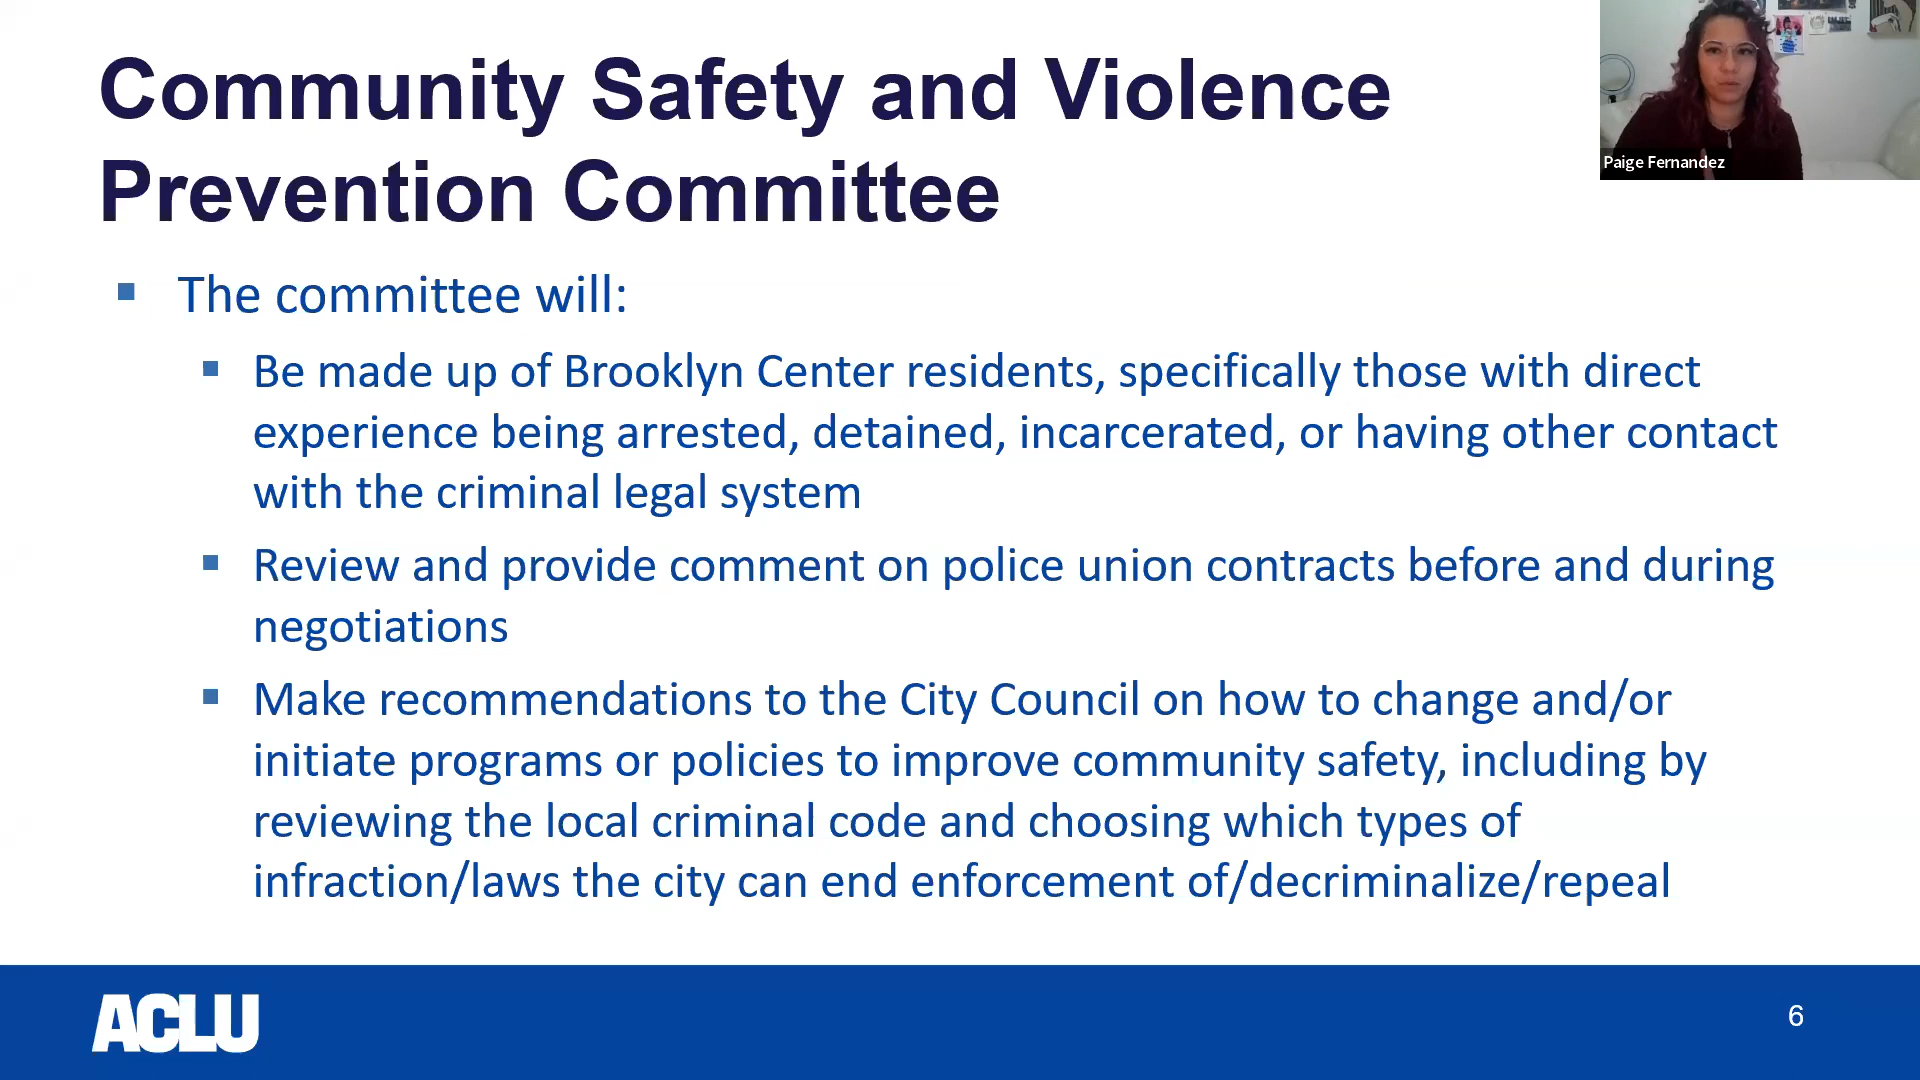 Community Safety and Violence
Prevention Committee
Paige Fernandez
The committee will:
Be made up of Brooklyn Center residents, specifically those with direct
experience being arrested, detained, incarcerated, or having other contact
with the criminal legal system
Review and provide comment on police union contracts before and during
negotiations
Make recommendations to the City Council on how to change and/or
initiate programs or policies to improve community safety, including by
reviewing the local criminal code and choosing which types of
infraction/laws the city can end enforcement of/decriminalize/repeal
ACLU
6